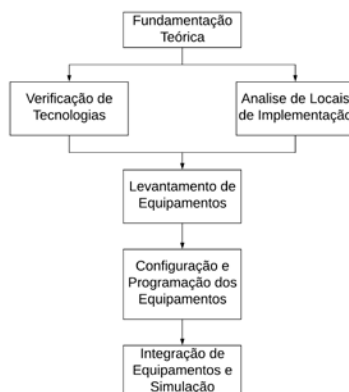 Fundamentação
Teórica
Verificação de
Tecnologias
Analise de Locais
de Implementação
Levantamento de
Equipamentos
Configuração e
Programação dos
Equipamentos
Integração de
Equipamentos e
Simulação